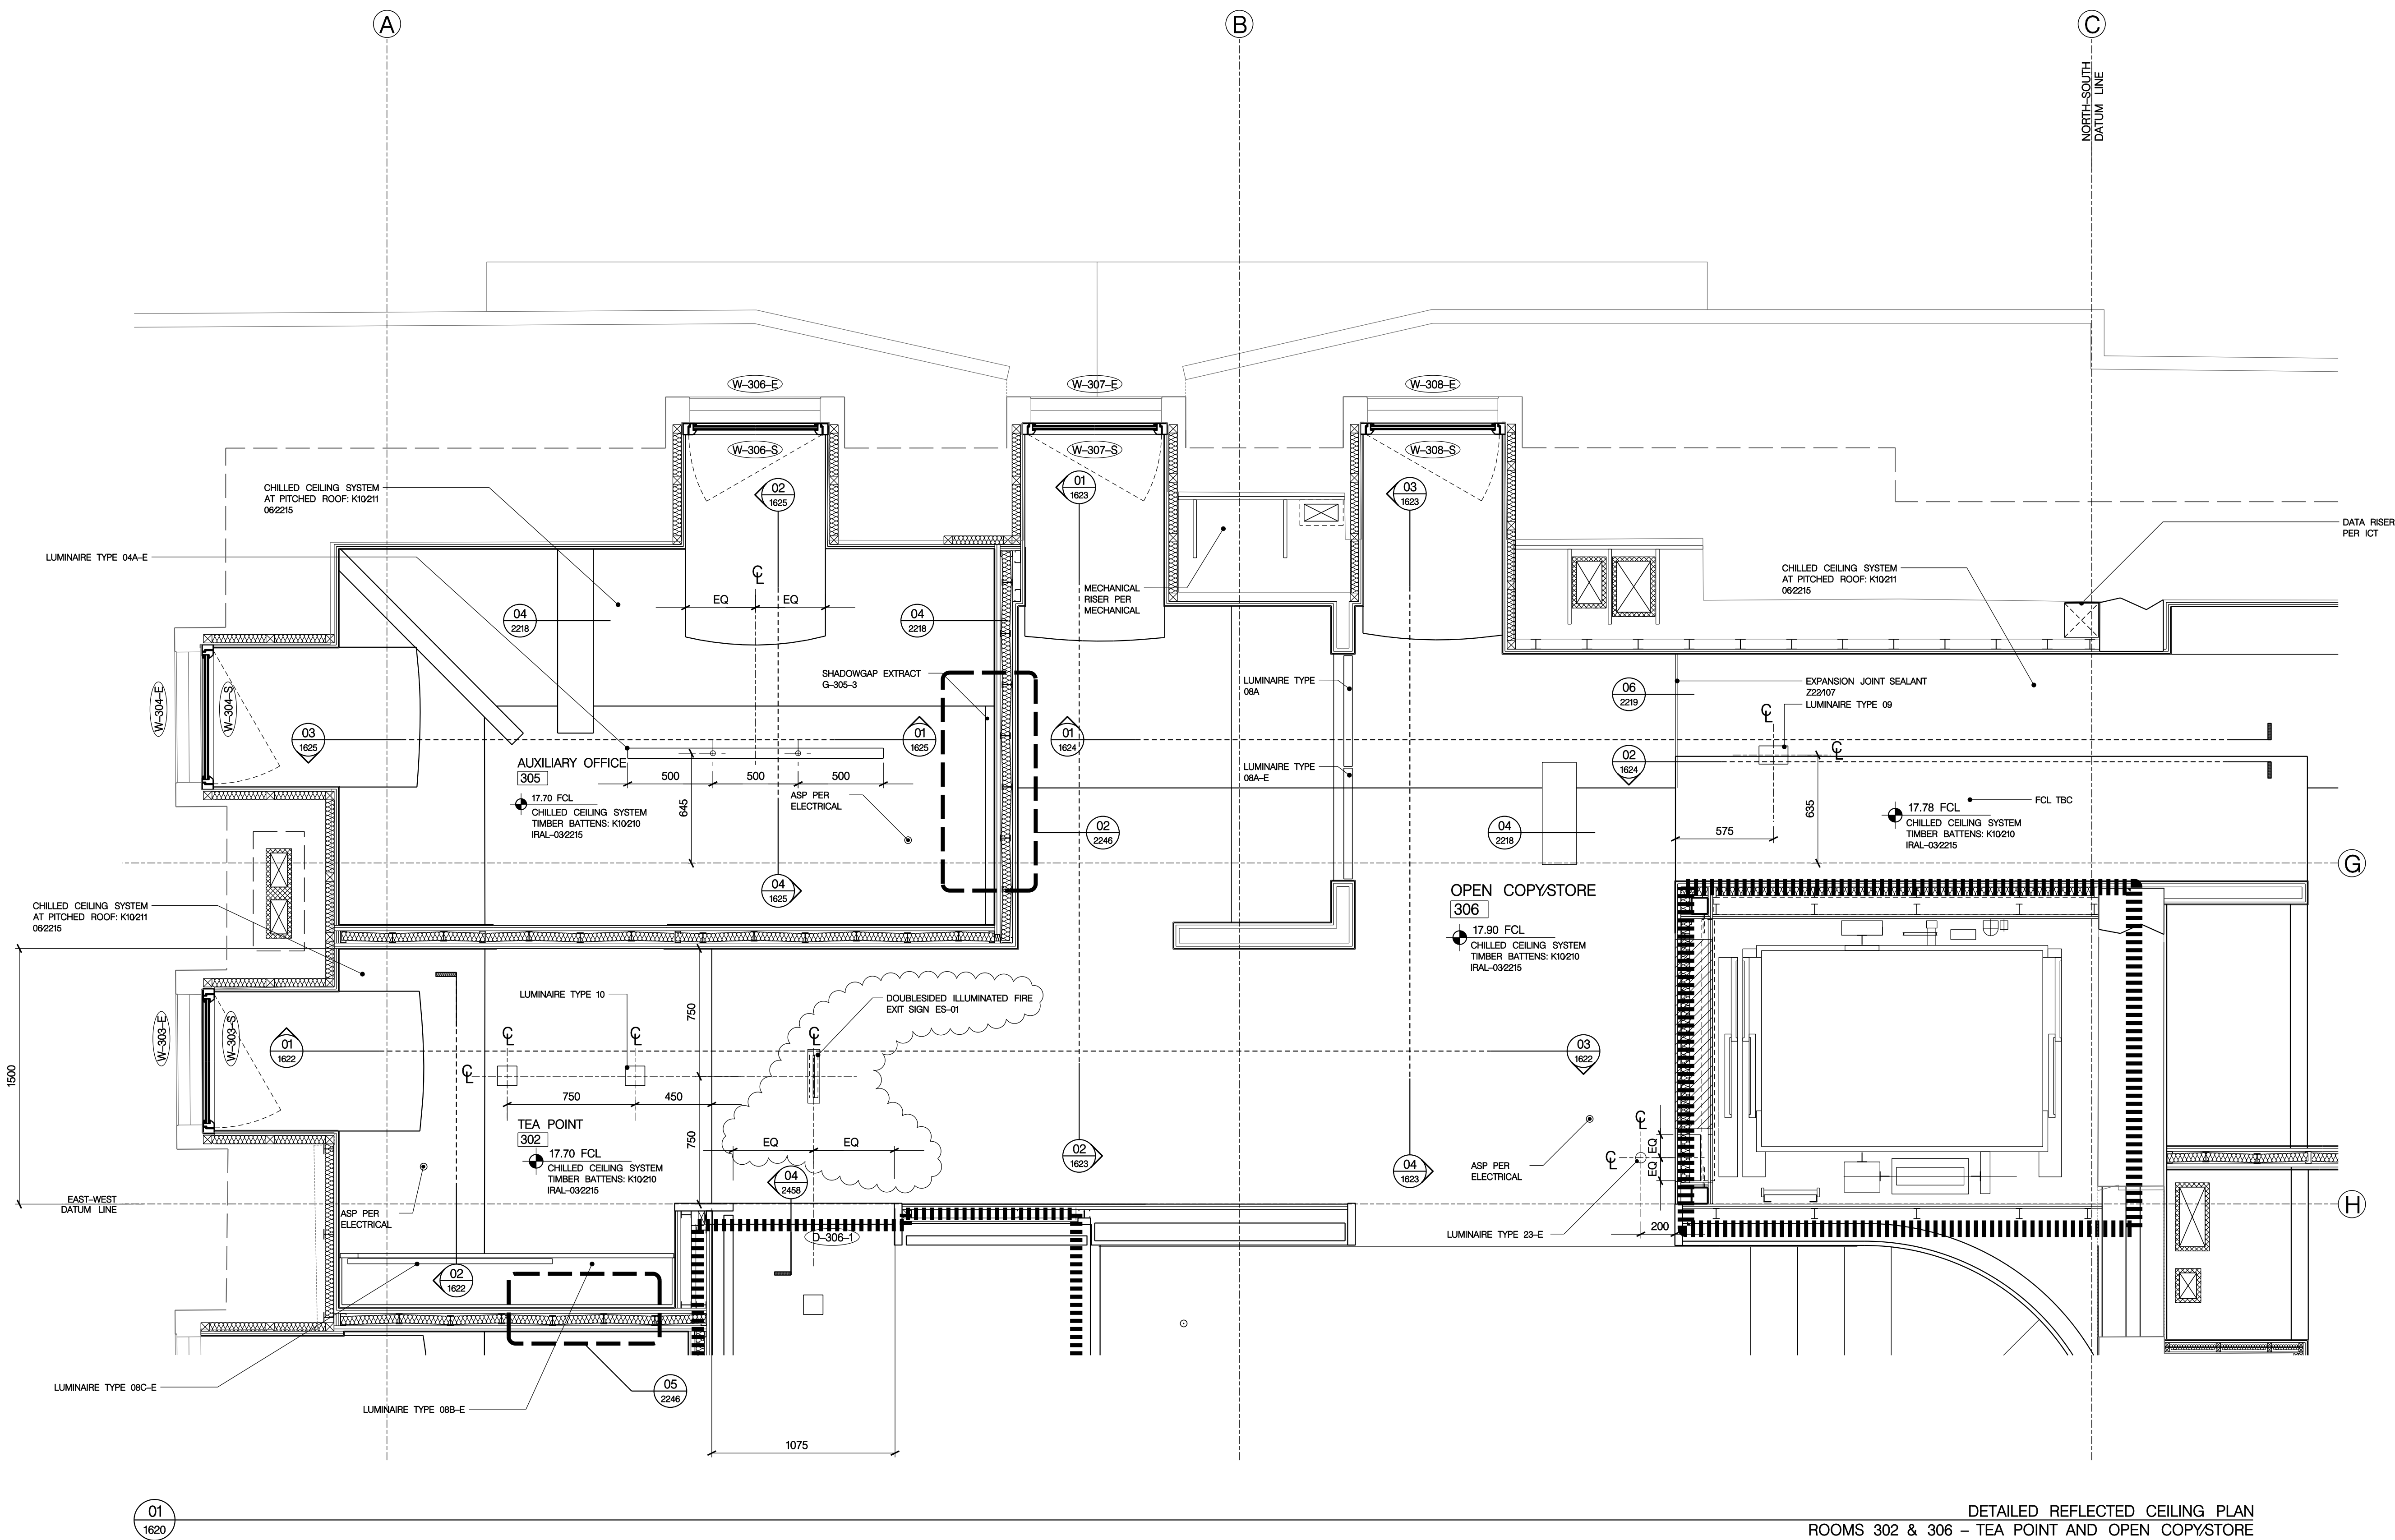 A
B
C
NORTH-SOUTH
DATUM LINE
W-306-E
W-307-E
W-308-E
W-306-S
W-307-S
W-308-S
CHILLED CEILING SYSTEM
AT PITCHED ROOF: K10/211
06/2215
02
1625
01
1623
03
1623
DATA RISER
PER ICT
LUMINAIRE TYPE 04A-E
CHILLED CEILING SYSTEM
AT PITCHED ROOF: K10/211
06/2215
CL
EQ
EQ
MECHANICAL
RISER PER
MECHANICAL
04
2218
04
2218
SHADOWGAP EXTRACT
G-305-3
LUMINAIRE TYPE
08A
06
2219
EXPANSION JOINT SEALANT
Z22/107
LUMINAIRE TYPE 09
W-304-E
W-304-S
CL
CL
03
1625
01
1625
01
1624
02
1624
AUXILIARY OFFICE
305
500
500
500
LUMINAIRE TYPE
08A-E
17.70 FCL
CHILLED CEILING SYSTEM
TIMBER BATTENS: K10/210
IRAL-03/2215
645
ASP PER
ELECTRICAL
02
2246
04
2218
575
635
FCL TBC
17.78 FCL
CHILLED CEILING SYSTEM
TIMBER BATTENS: K10/210
IRAL-03/2215
G
04
1625
OPEN COPY/STORE
306
17.90 FCL
CHILLED CEILING SYSTEM
TIMBER BATTENS: K10/210
IRAL-03/2215
CHILLED CEILING SYSTEM
AT PITCHED ROOF: K10/211
06/2215
LUMINAIRE TYPE 10
DOUBLESIDED ILLUMINATED FIRE
EXIT SIGN ES-01
750
W-303-E
W-303-S
01
1622
CL
CL
CL
CL
03
1622
1500
750
450
TEA POINT
302
17.70 FCL
CHILLED CEILING SYSTEM
TIMBER BATTENS: K10/210
IRAL-03/2215
750
EQ
EQ
02
1623
04
1623
ASP PER
ELECTRICAL
CL
CL
EQ
EQ
EAST-WEST
DATUM LINE
04
2458
ASP PER
ELECTRICAL
H
D-306-1
LUMINAIRE TYPE 23-E
200
02
1622
LUMINAIRE TYPE 08C-E
05
2246
LUMINAIRE TYPE 08B-E
1075
01
1620
DETAILED REFLECTED CEILING PLAN
ROOMS 302 & 306 - TEA POINT AND OPEN COPY/STORE